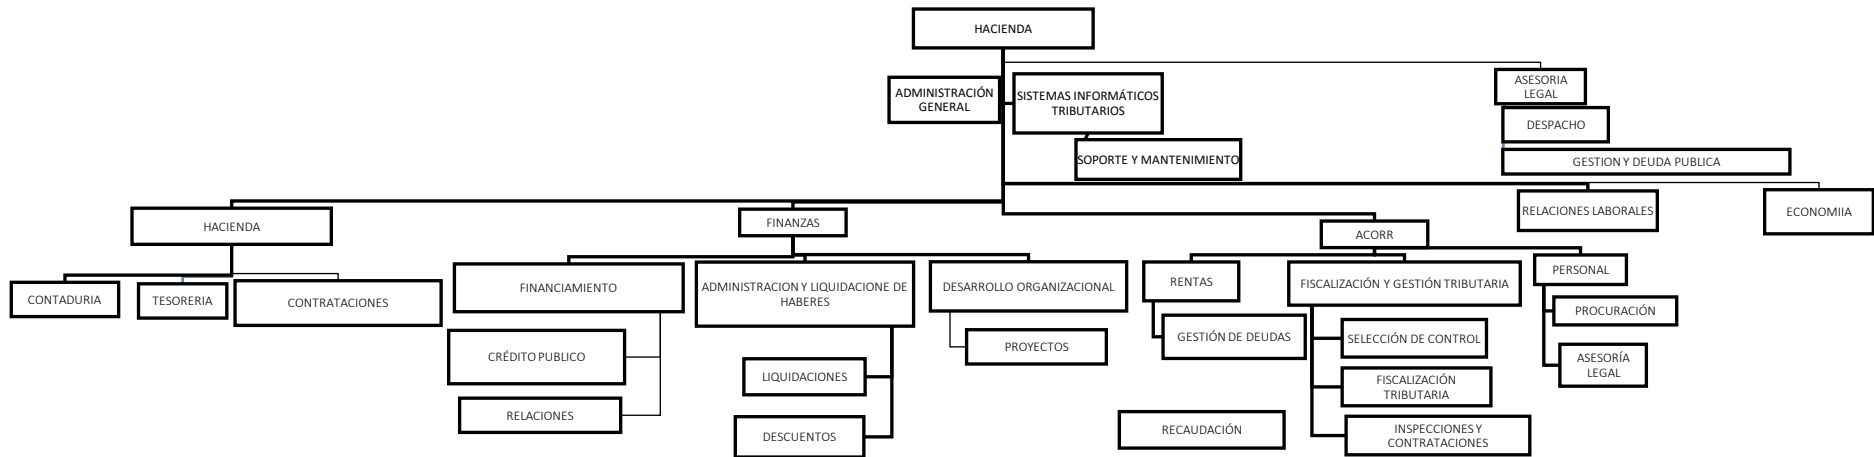 HACIENDA
ADMINISTRACIÓN
GENERAL
SISTEMAS INFORMÁTICOS
TRIBUTARIOS
SOPORTE Y MANTENIMIENTO
ASESORIA
LEGAL
DESPACHO
GESTION Y DEUDA PUBLICA
RELACIONES LABORALES
ECONOMIIA
HACIENDA
FINANZAS
ACORR
CONTADURIA
TESORERIA
CONTRATACIONES
FINANCIAMIENTO
CRÉDITO PUBLICO
RELACIONES
ADMINISTRACION Y LIQUIDACIONE DE
HABERES
LIQUIDACIONES
DESCUENTOS
DESARROLLO ORGANIZACIONAL
PROYECTOS
RENTAS
GESTIÓN DE DEUDAS
RECAUDACIÓN
FISCALIZACIÓN Y GESTIÓN TRIBUTARIA
SELECCIÓN DE CONTROL
FISCALIZACIÓN
TRIBUTARIA
INSPECCIONES Y
CONTRATACIONES
PERSONAL
PROCURACIÓN
ASESORÍA
LEGAL